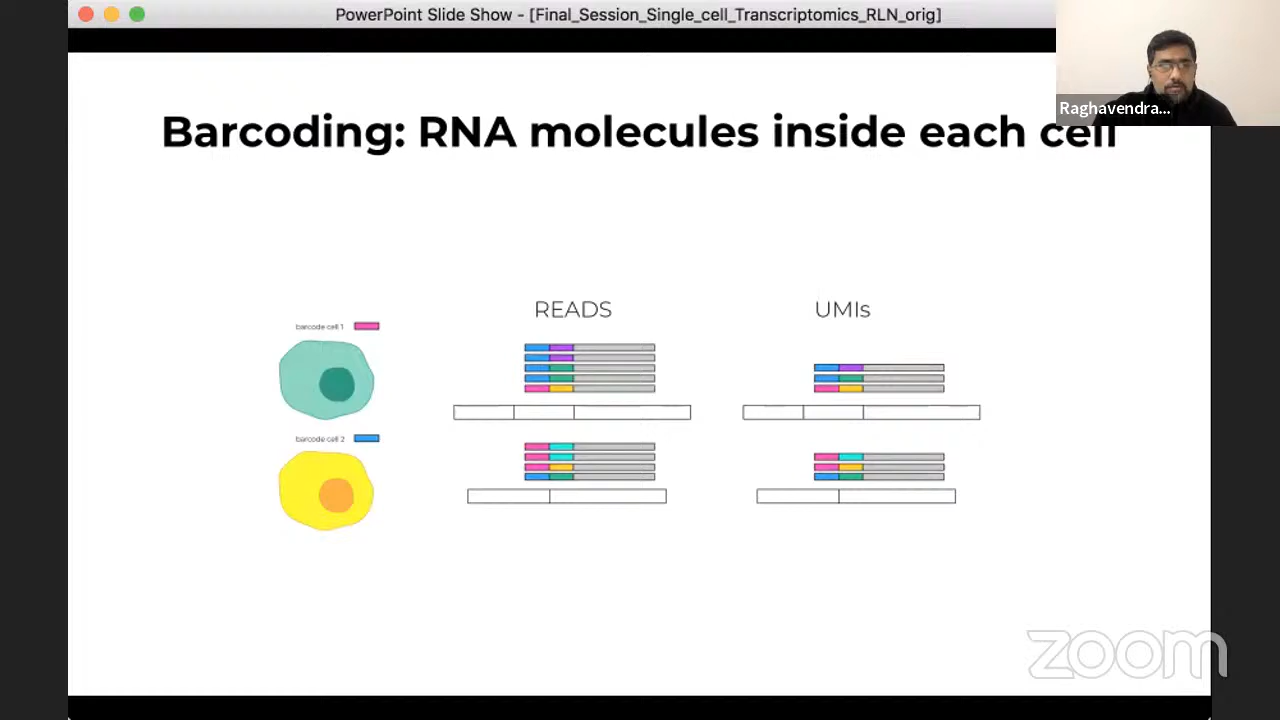 PowerPoint Slide Show - [Final_Session_Single_cell_Transcriptomics_RLN_orig]
Raghavendra...
Barcoding: RNA molecules inside each cell
READS
UMIs
barcode cell 1
barcode cell 2
zoom